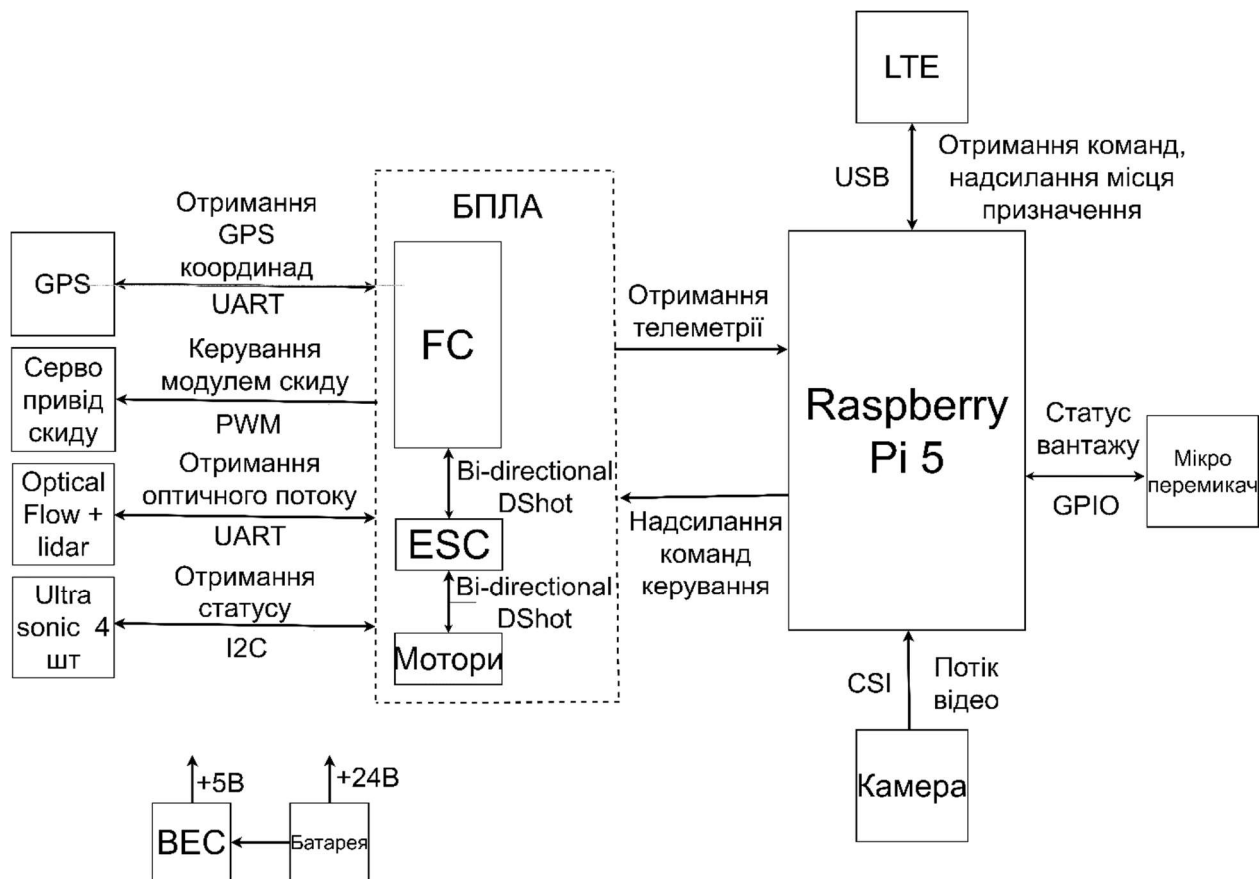 LTE
USB
Отримання команд,
надсилання місця
призначення
БПЛА
Отримання
GPS
координад
UART
GPS
FC
Керування
модулем скиду
PWM
Серво
привід
скиду
Отримання
телеметрії
Raspberry
Pi 5
Статус
вантажу
GPIO
Мікро
перемикач
Отримання
оптичного потоку
UART
Optical
Flow +
lidar
Bi-directional
DShot
ESC
Надсилання
команд
керування
Отримання
статусу
I2C
Ultra
sonic 4
шт
Bi-directional
DShot
Мотори
CSI
Потік
відео
Камера
+5В
+24В
BEC
Батарея